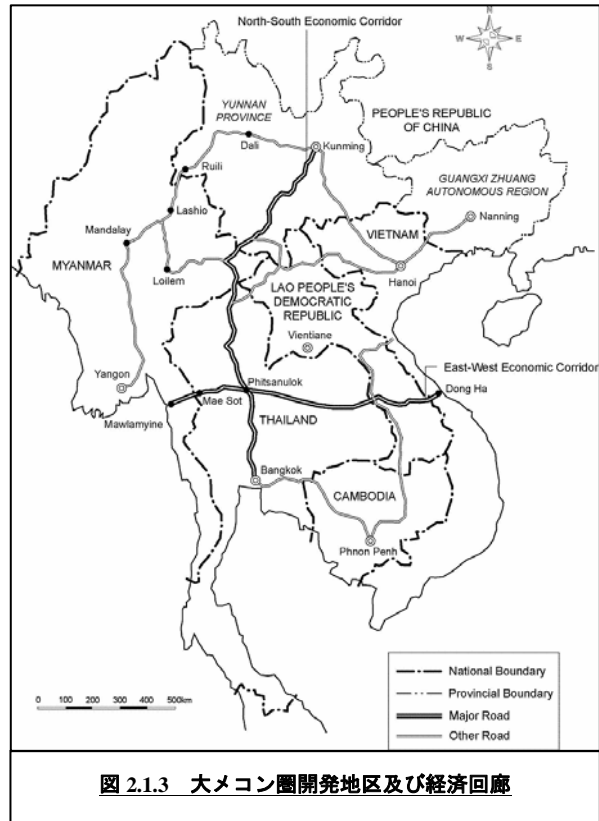 North-South Economic Corridor
N
W
E
S
YUNNAN
PROVINCE
PEOPLE'S REPUBLIC
OF CHINA
Dali
Kunming
Ruili
GUANGXI ZHUANG
AUTONOMOUS REGION
Lashio
Nanning
Mandalay
VIETNAM
MYANMAR
Loilem
Hanoi
LAO PEOPLE'S
DEMOCRATIC
REPUBLIC
Vientiane
East-West Economic Corridor
Yangon
Phitsanulok
Mae Sot
Dong Ha
Mawlamyine
THAILAND
Bangkok
CAMBODIA
Phnon Penh
National Boundary
Provincial Boundary
Major Road
Other Road
0 100 200 300 400 500km
図 2.1.3 大メコン圏開発地区及び経済回廊